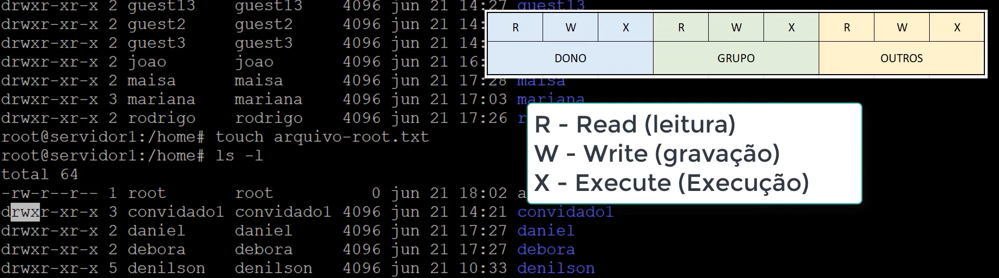 drwxr-xr-x 2 guest13 guest13 4096 jun 21 14:27 guest13
drwxr-xr-x 2 guest2 guest2 4096 jun 21 14:
drwxr-xr-x 2 guest3 guest3 4096 jun 21 14:
drwxr-xr-x 2 joao joao 4096 jun 21 16:
drwxr-xr-x 2 maisa maisa 4096 jun 21 17:28 maisa
drwxr-xr-x 3 mariana mariana 4096 jun 21 17:03 mariana
drwxr-xr-x 2 rodrigo rodrigo 4096 jun 21 17:26 r
root@servidor1:/home# touch arquivo-root.txt
root@servidor1:/home# ls -l
total 64
-rw-r--r-- 1 root root 0 jun 21 18:02 a
drwxr-xr-x 3 convidado1 convidado1 4096 jun 21 14:21 convidado1
drwxr-xr-x 2 daniel daniel 4096 jun 21 17:27 daniel
drwxr-xr-x 2 debora debora 4096 jun 21 17:27 debora
drwxr-xr-x 5 denilson denilson 4096 jun 21 10:33 denilson
R W X R W X R W X
DONO GRUPO OUTROS
R - Read (leitura)
W - Write (gravação)
X - Execute (Execução)